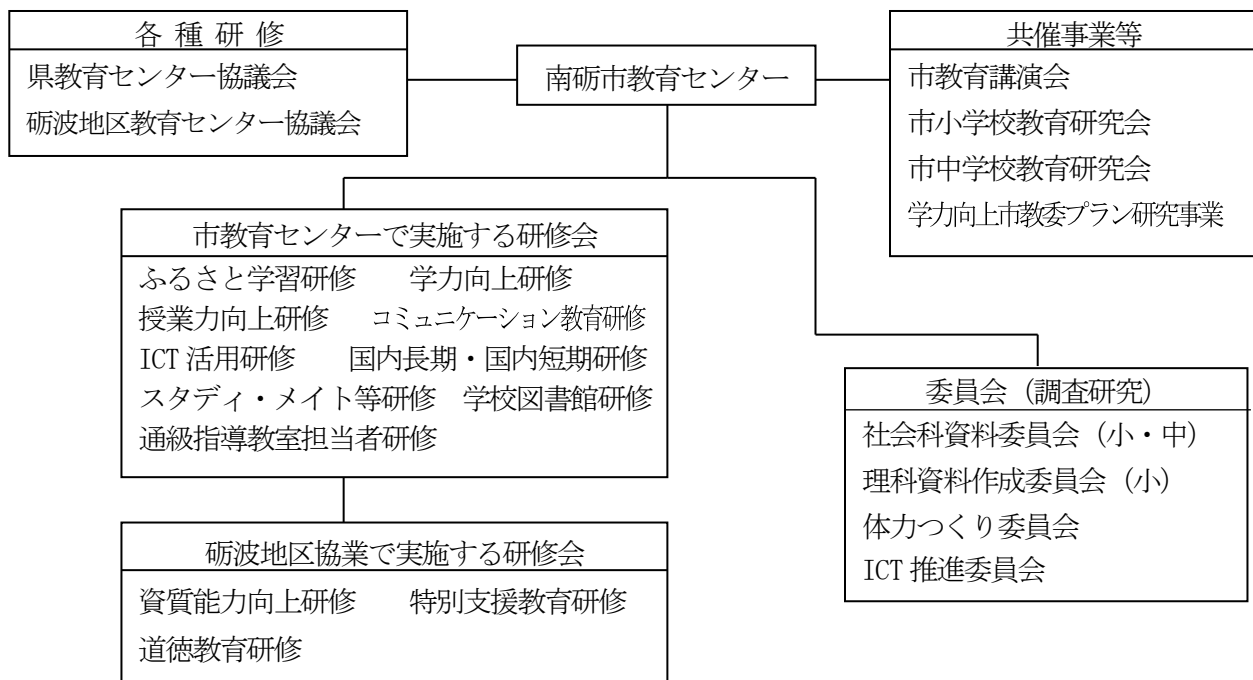 各 種 研 修
県教育センター協議会
砺波地区教育センター協議会
南砺市教育センター
共催事業等
市教育講演会
市小学校教育研究会
市中学校教育研究会
学力向上市教委プラン研究事業
市教育センターで実施する研修会
ふるさと学習研修 学力向上研修
授業力向上研修 コミュニケーション教育研修
ICT 活用研修 国内長期・国内短期研修
スタディ・メイト等研修 学校図書館研修
通級指導教室担当者研修
砺波地区協業で実施する研修会
資質能力向上研修 特別支援教育研修
道徳教育研修
委員会（調査研究）
社会科資料委員会（小・中）
理科資料作成委員会（小）
体力つくり委員会
ICT 推進委員会